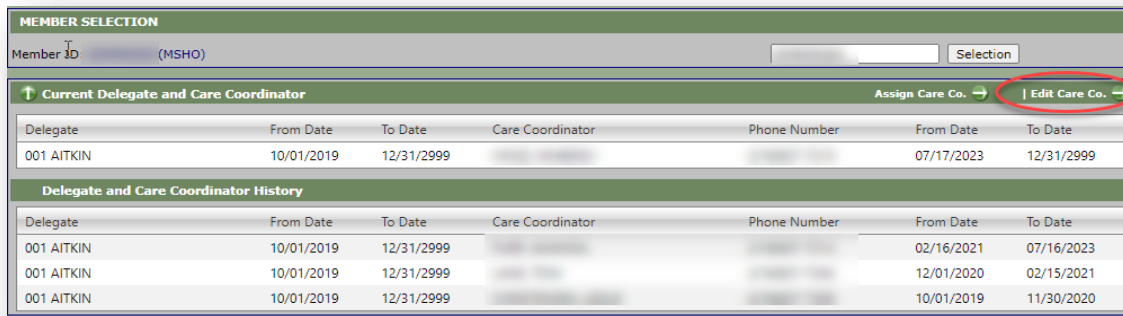 MEMBER SELECTION
Member ID: (MSHO) Selection
Current Delegate and Care Coordinator Assign Care Co. | Edit Care Co.
Delegate From Date To Date Care Coordinator Phone Number From Date To Date
001 AITKIN 10/01/2019 12/31/2999 07/17/2023 12/31/2999
Delegate and Care Coordinator History
Delegate From Date To Date Care Coordinator Phone Number From Date To Date
001 AITKIN 10/01/2019 12/31/2999 02/16/2021 07/16/2023
001 AITKIN 10/01/2019 12/31/2999 12/01/2020 02/15/2021
001 AITKIN 10/01/2019 12/31/2999 10/01/2019 11/30/2020